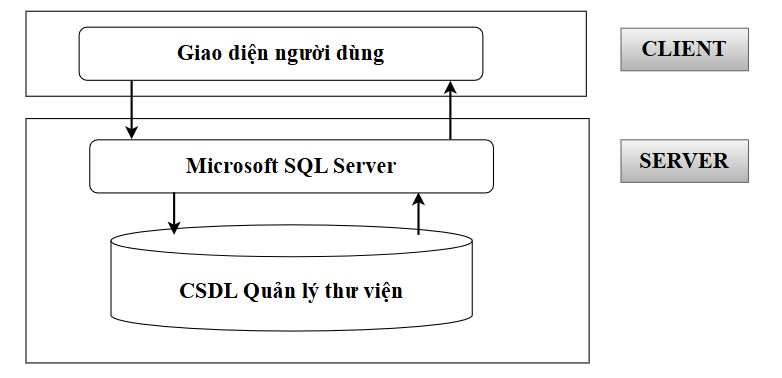 Giao diện người dùng
CLIENT
Microsoft SQL Server
SERVER
CSDL Quản lý thư viện